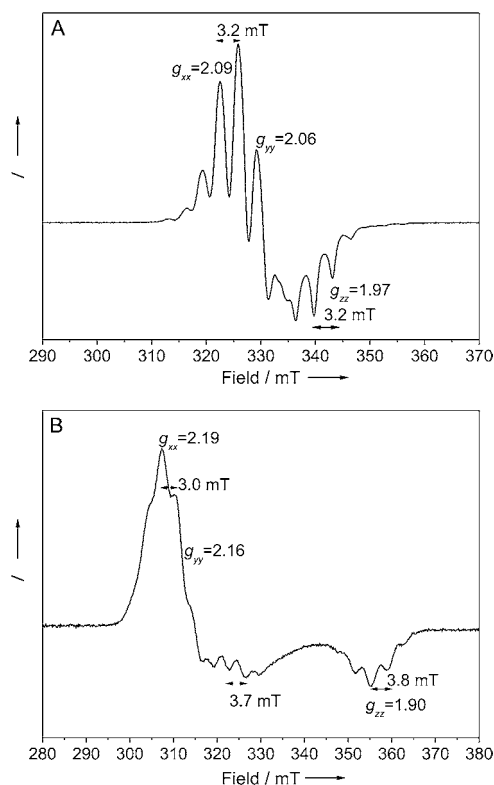 A
3.2 mT
gxx=2.09
gyy=2.06
gzz=1.97
3.2 mT
I
290 300 310 320 330 340 350 360 370
Field / mT
B
gxx=2.19
3.0 mT
gyy=2.16
3.7 mT
3.8 mT
gzz=1.90
I
280 290 300 310 320 330 340 350 360 370 380
Field / mT